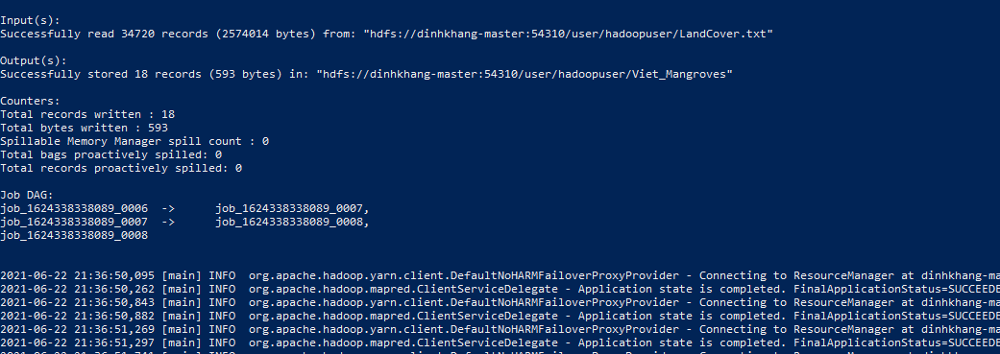 Input(s):
Successfully read 34720 records (2574014 bytes) from: "hdfs://dinhkhang-master:54310/user/hadoopuser/LandCover.txt"
Output(s):
Successfully stored 18 records (593 bytes) in: "hdfs://dinhkhang-master:54310/user/hadoopuser/Viet_Mangroves"
Counters:
Total records written : 18
Total bytes written : 593
Spillable Memory Manager spill count : 0
Total bags proactively spilled: 0
Total records proactively spilled: 0
Job DAG:
job_1624338338089_0006 -> job_1624338338089_0007,
job_1624338338089_0007 -> job_1624338338089_0008,
job_1624338338089_0008
2021-06-22 21:36:50,095 [main] INFO org.apache.hadoop.yarn.client.DefaultNoHARMFailoverProxyProvider - Connecting to ResourceManager at dinhkhang-ma
2021-06-22 21:36:50,262 [main] INFO org.apache.hadoop.mapred.ClientServiceDelegate - Application state is completed. FinalApplicationStatus=SUCCEEDE
2021-06-22 21:36:50,843 [main] INFO org.apache.hadoop.yarn.client.DefaultNoHARMFailoverProxyProvider - Connecting to ResourceManager at dinhkhang-ma
2021-06-22 21:36:50,882 [main] INFO org.apache.hadoop.mapred.ClientServiceDelegate - Application state is completed. FinalApplicationStatus=SUCCEEDE
2021-06-22 21:36:51,269 [main] INFO org.apache.hadoop.yarn.client.DefaultNoHARMFailoverProxyProvider - Connecting to ResourceManager at dinhkhang-ma
2021-06-22 21:36:51,297 [main] INFO org.apache.hadoop.mapred.ClientServiceDelegate - Application state is completed. FinalApplicationStatus=SUCCEEDE